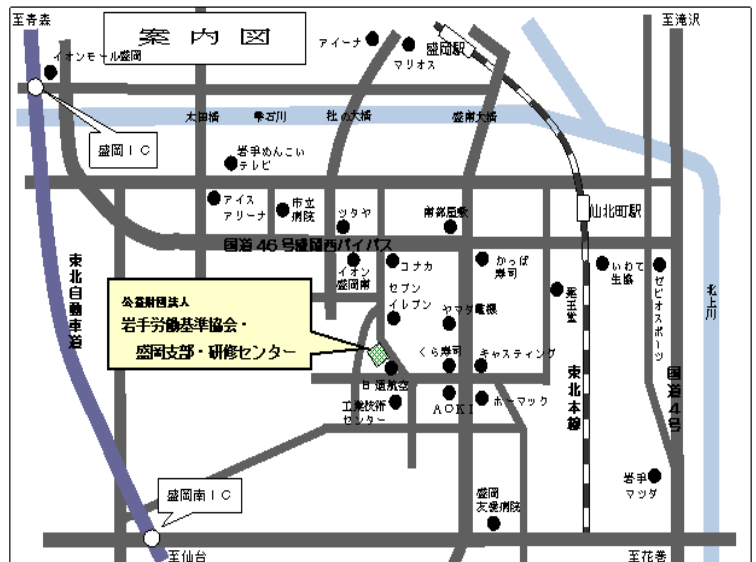 至青森
案内図
アイーナ
マリオス
盛岡駅
至滝沢
イオンモール盛岡
盛岡IC
太田橋
雫石川
杜の大橋
盛南大橋
岩手めんこい
テレビ
アイス
アリーナ
市立
病院
ツタヤ
南部屋敷
仙北町駅
国道46号盛岡西バイパス
東北自動車道
イオン
盛岡南
コナカ
かっぱ
寿司
いわて
生協
ゼビオスポーツ
北上川
公益財団法人
岩手労働基準協会・
盛岡支部・研修センター
セブン
イレブン
ヤマダ電機
薬王堂
くら寿司
キャスティング
東北本線
国道4号
日通航空
工業技術
センター
AOKI
ホーマック
盛岡南IC
盛岡
友愛病院
岩手
マツダ
至仙台
至花巻